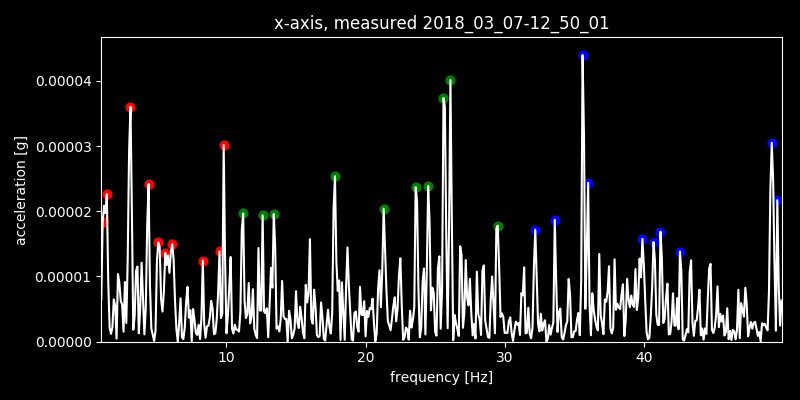 x-axis, measured 2018_03_07-12_50_01
0.00004
0.00003
0.00002
0.00001
0.00000
acceleration [g]
10 20 30 40
frequency [Hz]